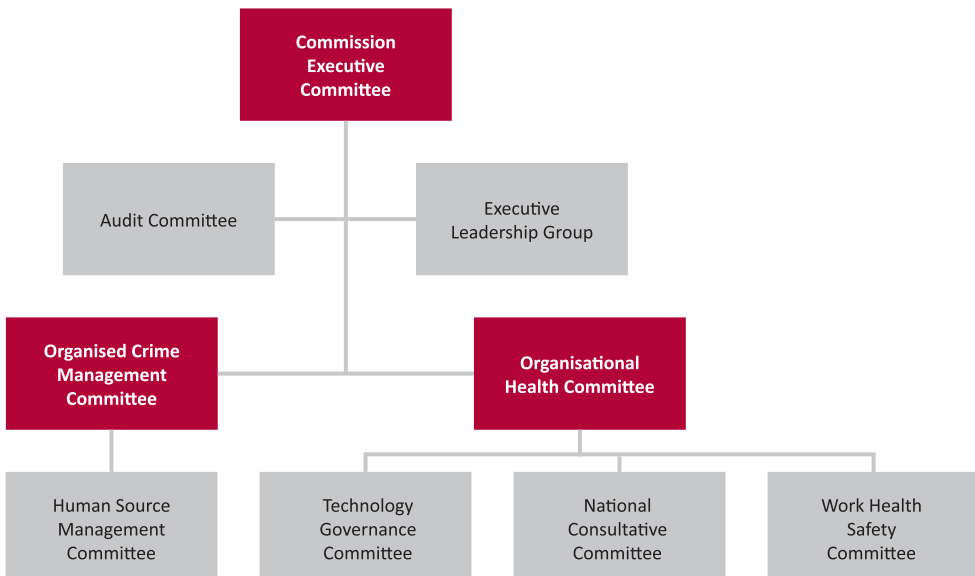 Commission
Executive
Committee
Audit Committee
Executive
Leadership Group
Organised Crime
Management
Committee
Organisational
Health Committee
Human Source
Management
Committee
Technology
Governance
Committee
National
Consultative
Committee
Work Health
Safety
Committee